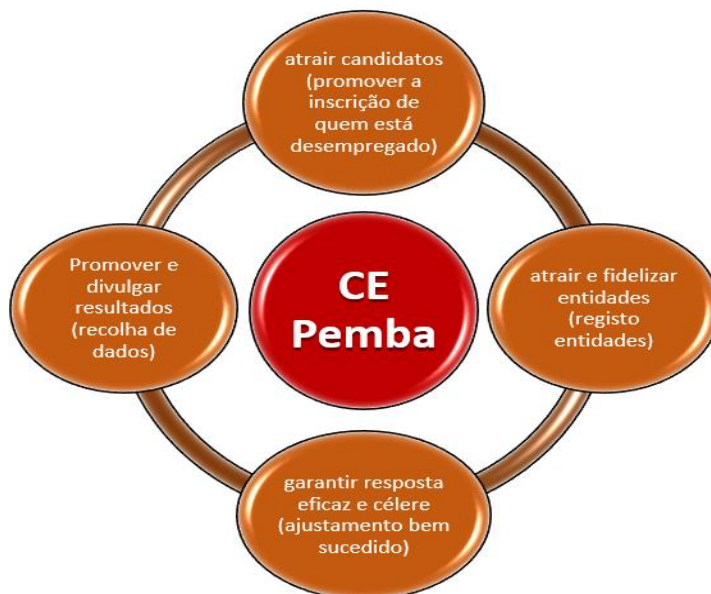 atrair candidatos
(promover a
inscrição de
quem está
desempregado)
Promover e
divulgar
resultados
(recolha de
dados)
CE
Pemba
atrair e fidelizar
entidades
(registo
entidades)
garantir resposta
eficaz e célere
(ajustamento bem
sucedido)